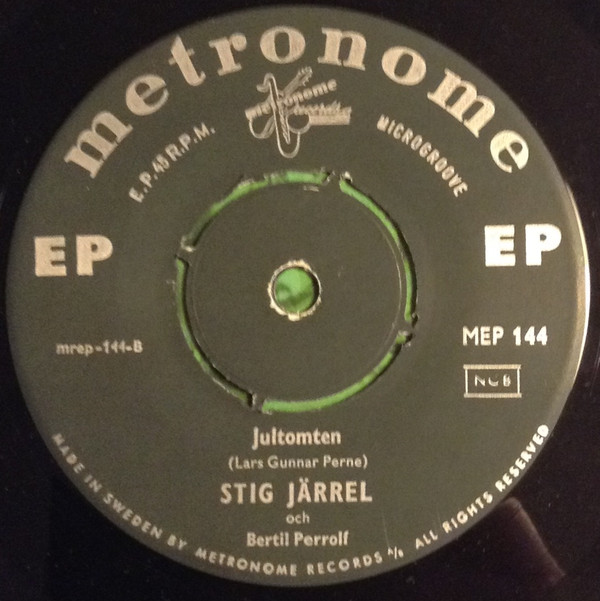 metronome
metronome
records
E.P. 45 R.P.M.
MICROGROOVE
EP
EP
mrep-144-B
MEP 144
NCB
Jultomten
(Lars Gunnar Perne)
STIG JÄRREL
och
Bertil Perrolf
MADE IN SWEDEN BY METRONOME RECORDS A/B ALL RIGHTS RESERVED